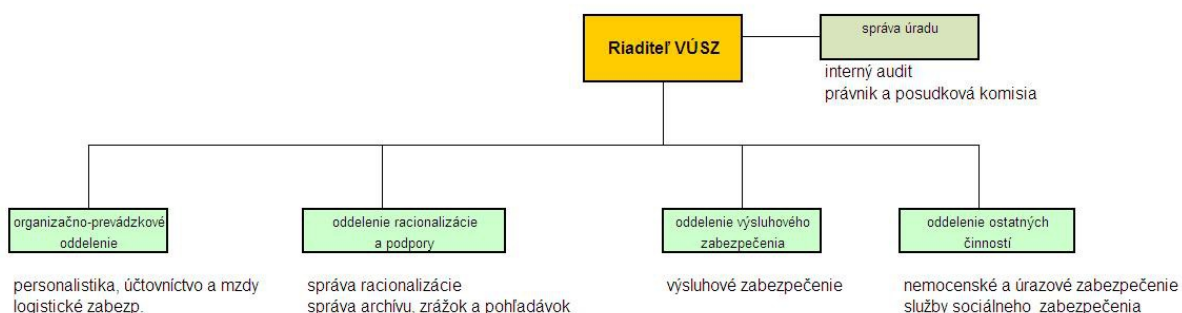 Riaditeľ VÚSZ
správa úradu
interný audit
právnik a posudková komisia
organizačno-prevádzkové
oddelenie
personalistika, účtovníctvo a mzdy
logistické zabezp.
oddelenie racionalizácie
a podpory
správa racionalizácie
správa archívu, zrážok a pohľadávok
oddelenie výsluhového
zabezpečenia
výsluhové zabezpečenie
oddelenie ostatných
činností
nemocenské a úrazové zabezpečenie
služby sociálneho zabezpečenia